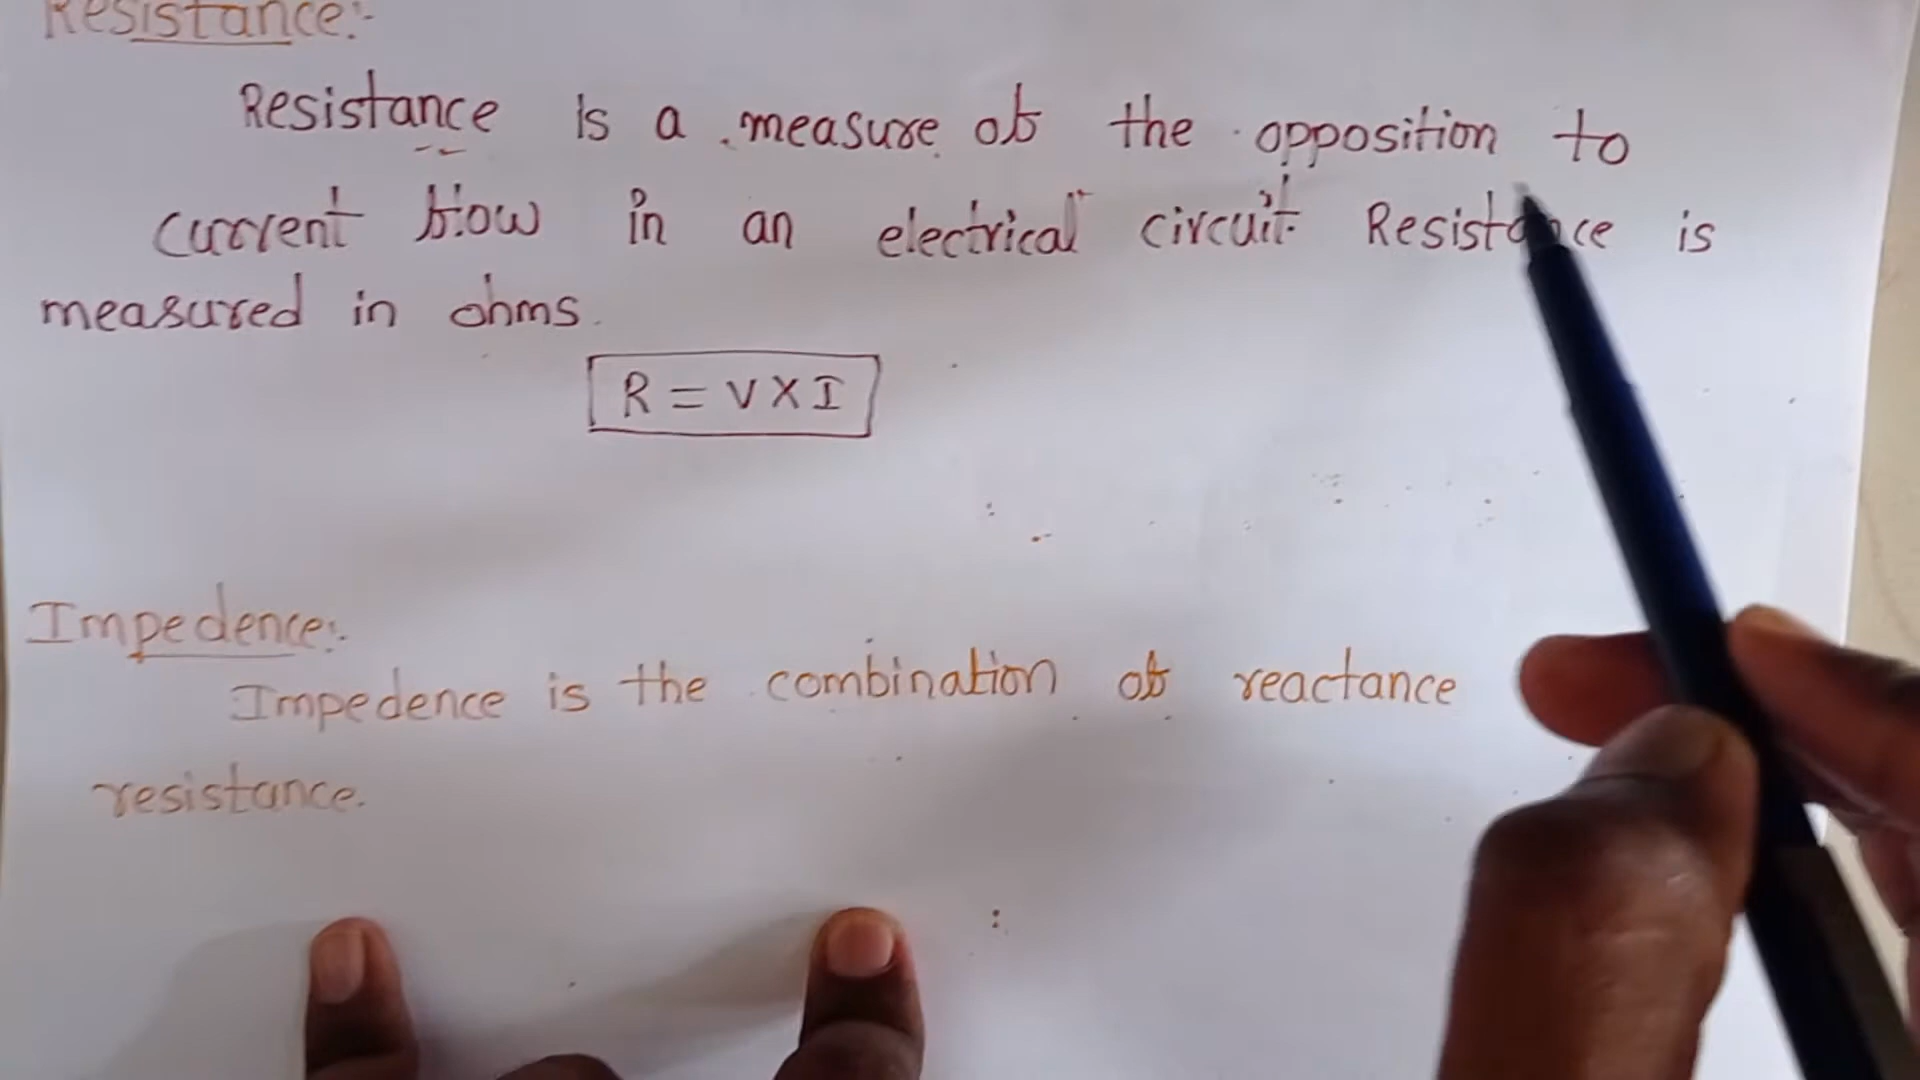 Resistance:-
Resistance is a measure of the opposition to
current flow in an electrical circuit. Resistance is
measured in ohms.
R = V X I
Impedence:-
Impedence is the combination of reactance
resistance.